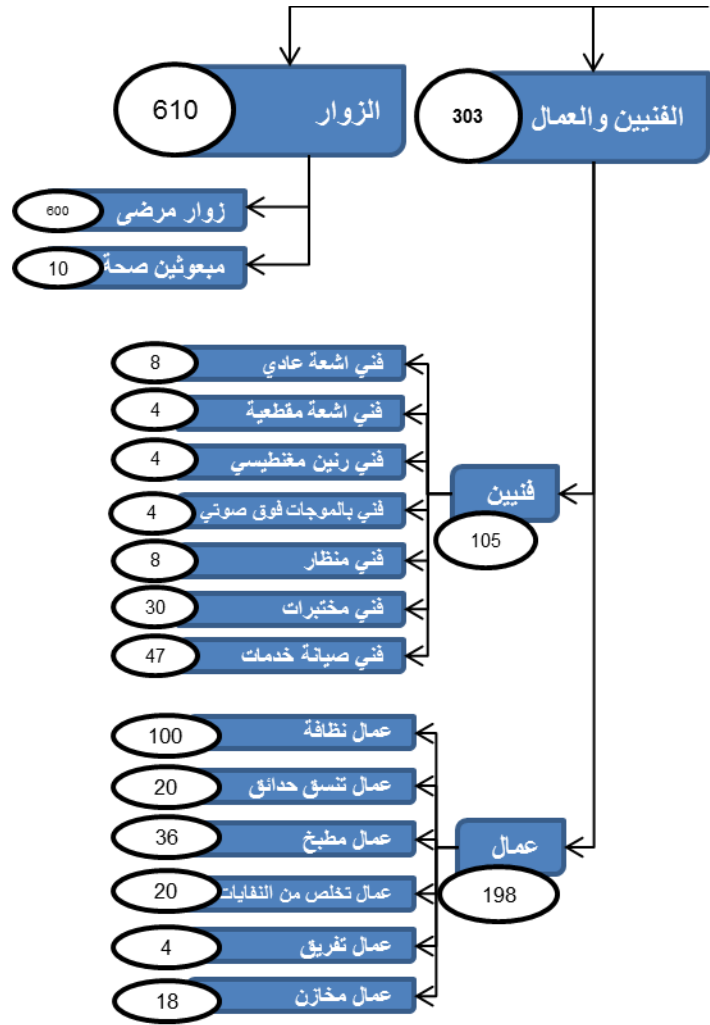 الفنيين والعمال
303
الزوار
610
زوار مرضى
600
مبعوثين صحة
10
فنيين
105
فني اشعة عادي
8
فني اشعة مقطعية
4
فني رنين مغنطيسي
4
فني بالموجات فوق صوتي
4
فني منظار
8
فني مختبرات
30
فني صيانة خدمات
47
عمال
198
عمال نظافة
100
عمال تنسق حدائق
20
عمال مطبخ
36
عمال تخلص من النفايات
20
عمال تفريق
4
عمال مخازن
18